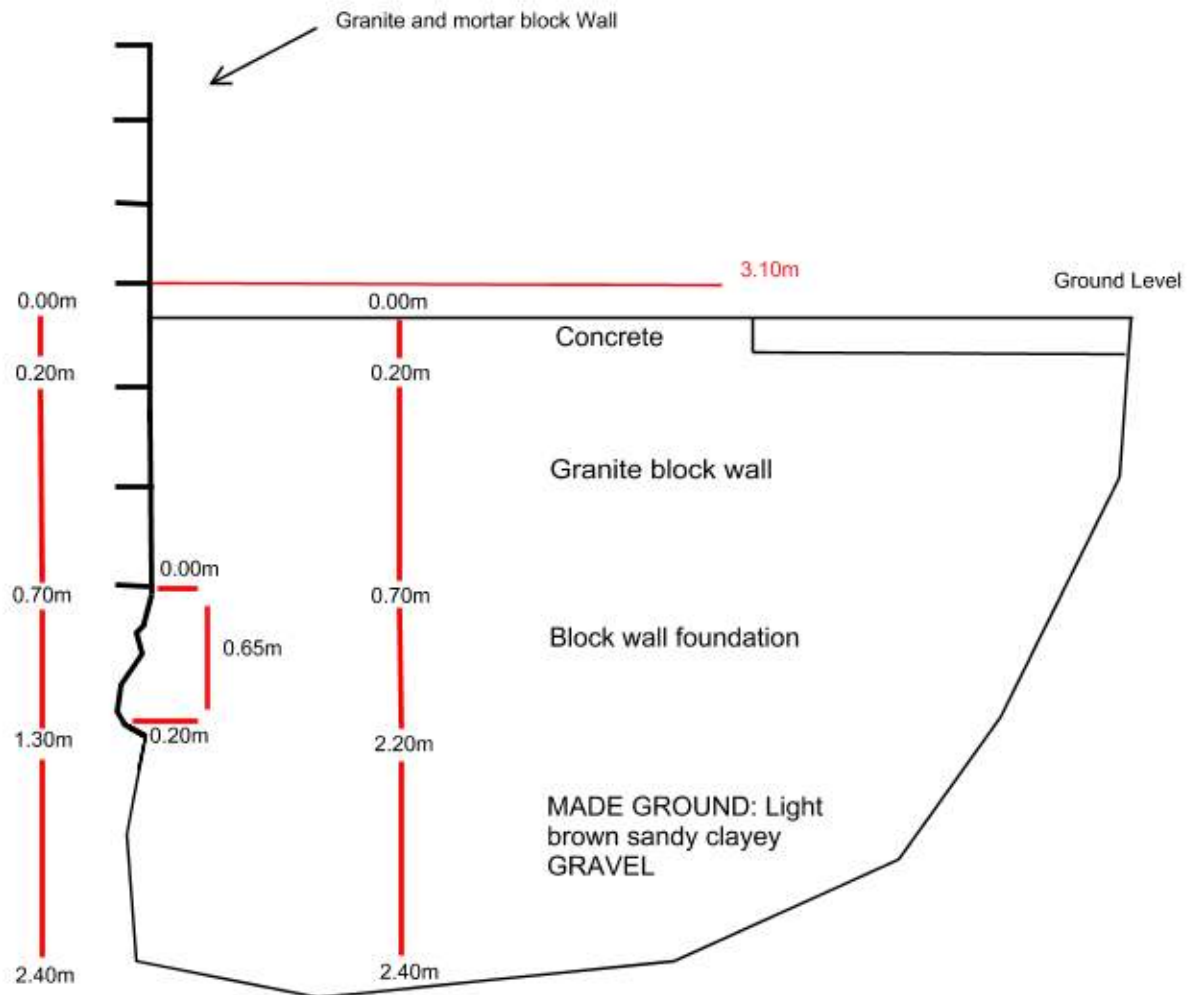 Granite and mortar block Wall
3.10m
Ground Level
0.00m
0.00m
Concrete
0.20m
0.20m
Granite block wall
0.00m
0.70m
0.70m
0.65m
Block wall foundation
0.20m
1.30m
2.20m
MADE GROUND: Light
brown sandy clayey
GRAVEL
2.40m
2.40m